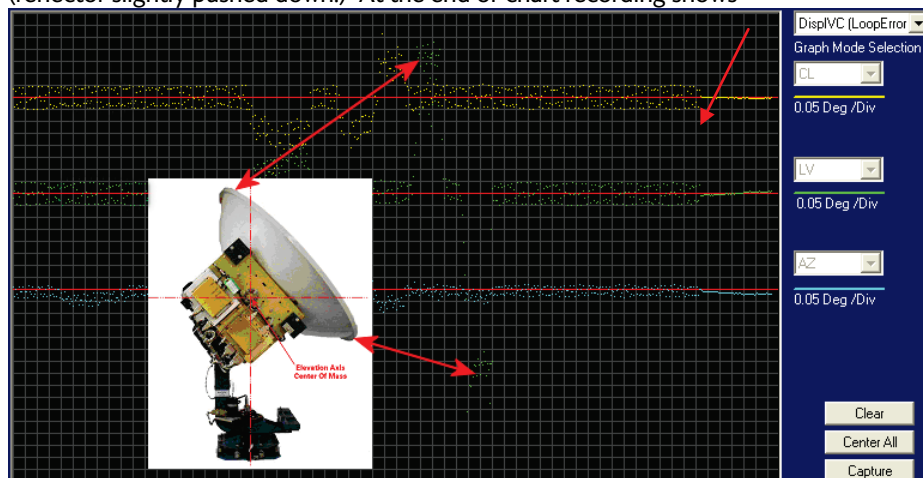 (reflector slightly pushed down.) At the end of chart recording shows
DispIVC (LoopError
Graph Mode Selection
CL
0.05 Deg /Div
LV
0.05 Deg /Div
AZ
0.05 Deg /Div
Elevation Axis
Center Of Mass
Clear
Center All
Capture